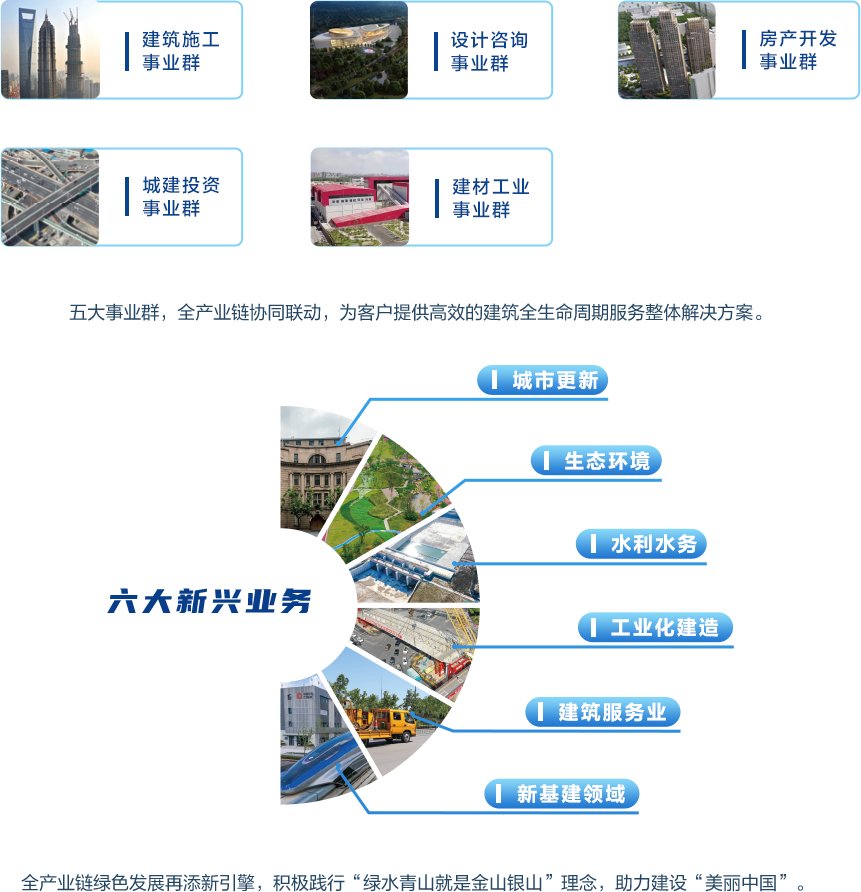 建筑施工
事业群
设计咨询
事业群
房产开发
事业群
城建投资
事业群
建材工业
事业群
五大事业群，全产业链协同联动，为客户提供高效的建筑全生命周期服务整体解决方案。
城市更新
生态环境
水利水务
六大新兴业务
工业化建造
建筑服务业
新基建领域
全产业链绿色发展再添新引擎，积极践行“绿水青山就是金山银山”理念，助力建设“美丽中国”。